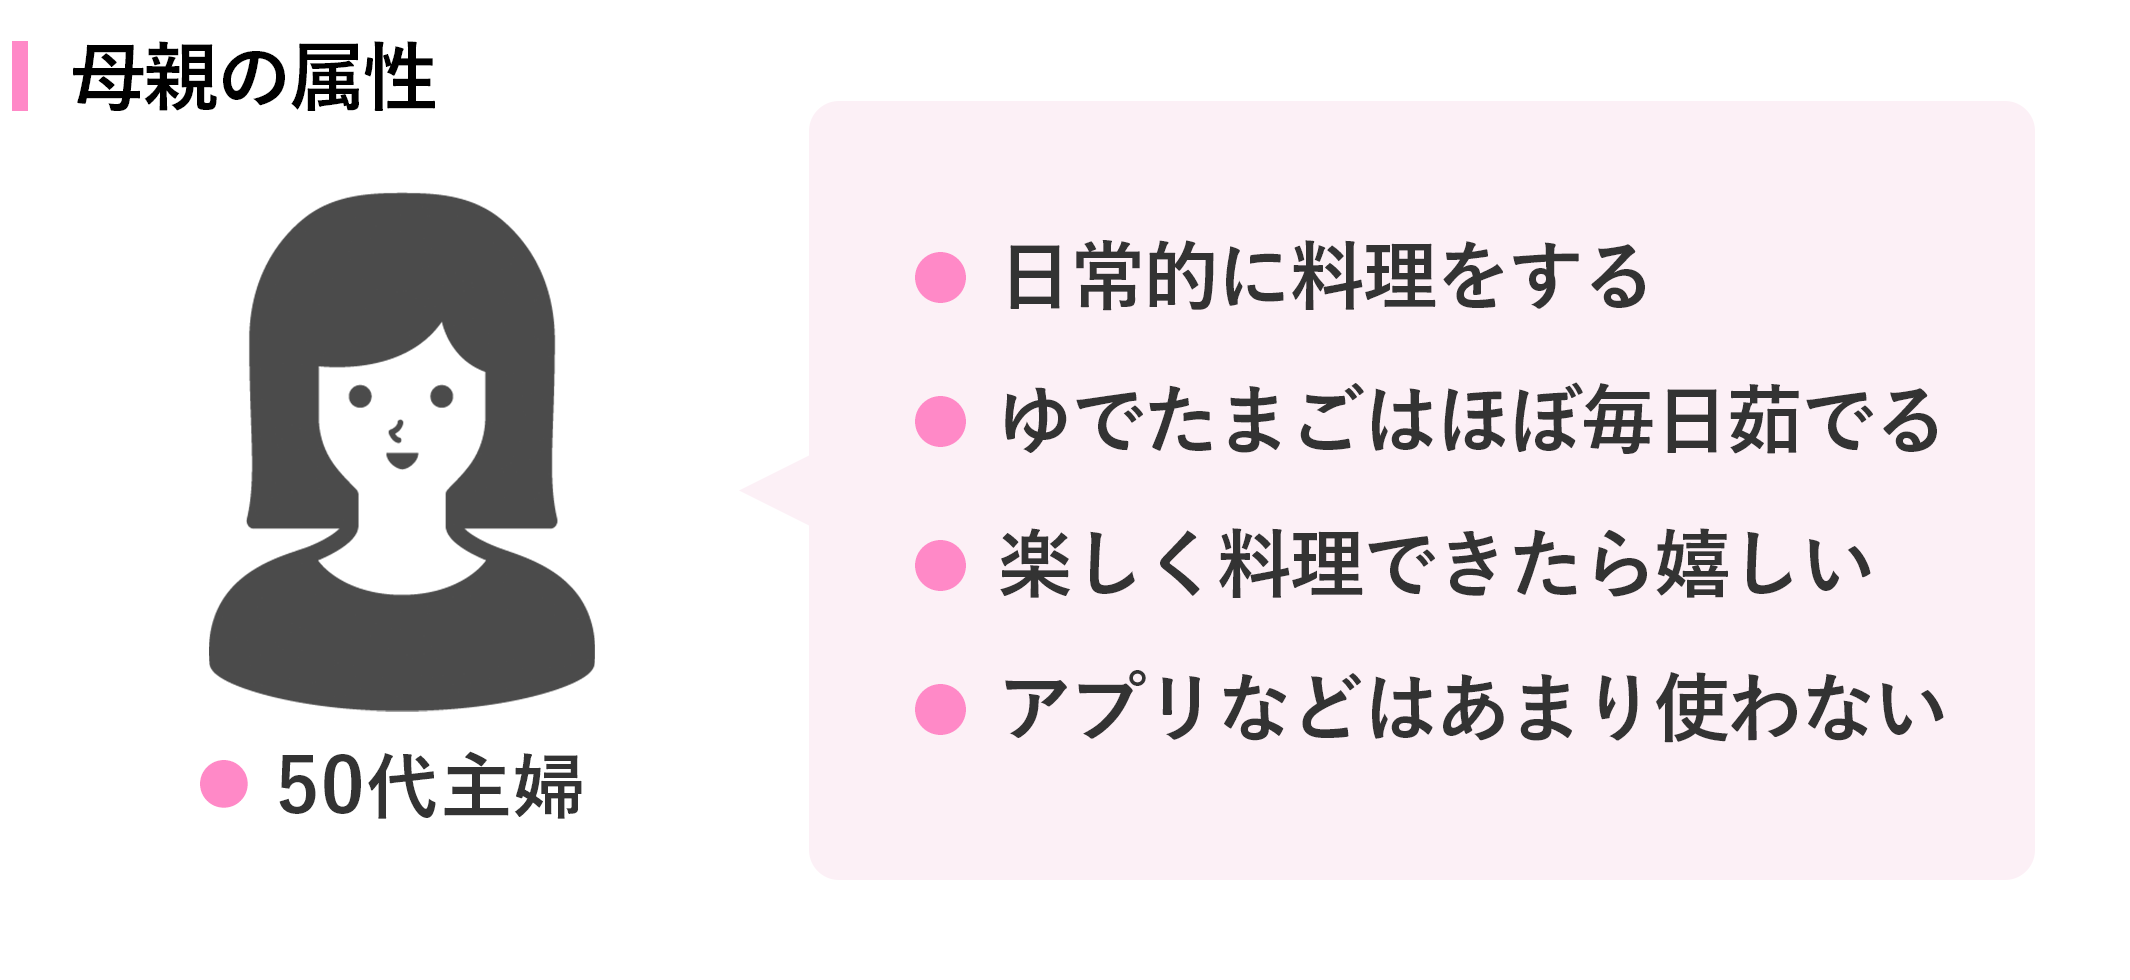 母親の属性
50代主婦
日常的に料理をする
ゆでたまごはほぼ毎日茹でる
楽しく料理できたら嬉しい
アプリなどはあまり使わない